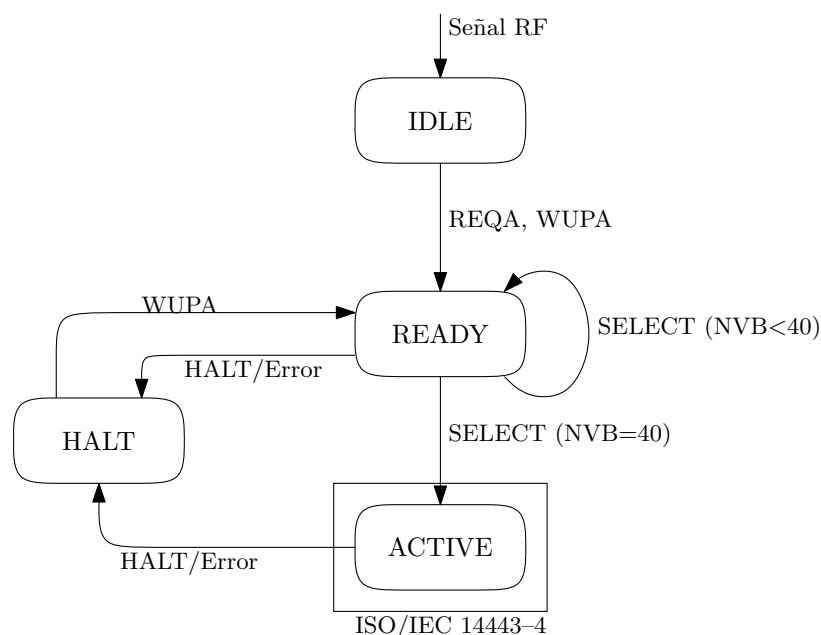 Señal RF
IDLE
REQA, WUPA
WUPA
READY
SELECT (NVB<40)
HALT/Error
HALT
SELECT (NVB=40)
ACTIVE
HALT/Error
ISO/IEC 14443–4